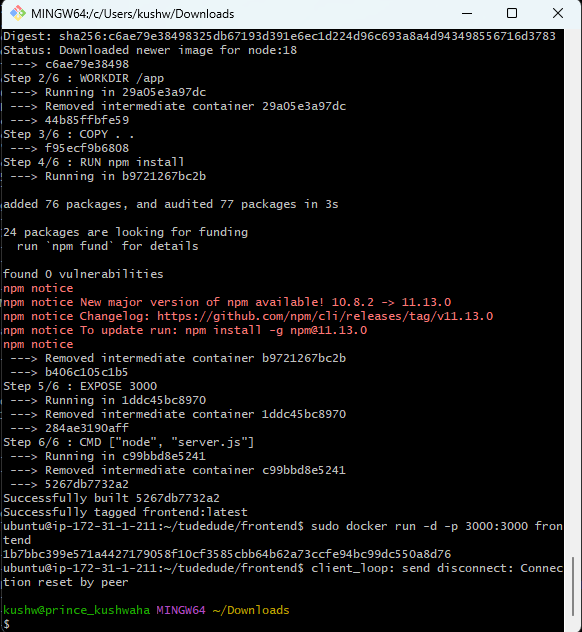 MINGW64:/c/Users/kushw/Downloads
Digest: sha256:c6ae79e38498325db67193d391e6ec1d224d96c693a8a4d943498556716d3783
Status: Downloaded newer image for node:18
 ---> c6ae79e38498
Step 2/6 : WORKDIR /app
 ---> Running in 29a05e3a97dc
 ---> Removed intermediate container 29a05e3a97dc
 ---> 44b85ffbfe59
Step 3/6 : COPY . .
 ---> f95ecf9b6808
Step 4/6 : RUN npm install
 ---> Running in b9721267bc2b
added 76 packages, and audited 77 packages in 3s
24 packages are looking for funding
  run `npm fund` for details
found 0 vulnerabilities
npm notice
npm notice New major version of npm available! 10.8.2 -> 11.13.0
npm notice Changelog: https://github.com/npm/cli/releases/tag/v11.13.0
npm notice To update run: npm install -g npm@11.13.0
npm notice
 ---> Removed intermediate container b9721267bc2b
 ---> b406c105c1b5
Step 5/6 : EXPOSE 3000
 ---> Running in 1ddc45bc8970
 ---> Removed intermediate container 1ddc45bc8970
 ---> 284ae3190aff
Step 6/6 : CMD ["node", "server.js"]
 ---> Running in c99bbd8e5241
 ---> Removed intermediate container c99bbd8e5241
 ---> 5267db7732a2
Successfully built 5267db7732a2
Successfully tagged frontend:latest
ubuntu@ip-172-31-1-211:~/tudedude/frontend$ sudo docker run -d -p 3000:3000 fron
tend
1b7bbc399e571a4427179058f10cf3585cbb64b62a73ccfe94bc99dc550a8d76
ubuntu@ip-172-31-1-211:~/tudedude/frontend$ client_loop: send disconnect: Connec
tion reset by peer
kushw@prince_kushwaha MINGW64 ~/Downloads
$